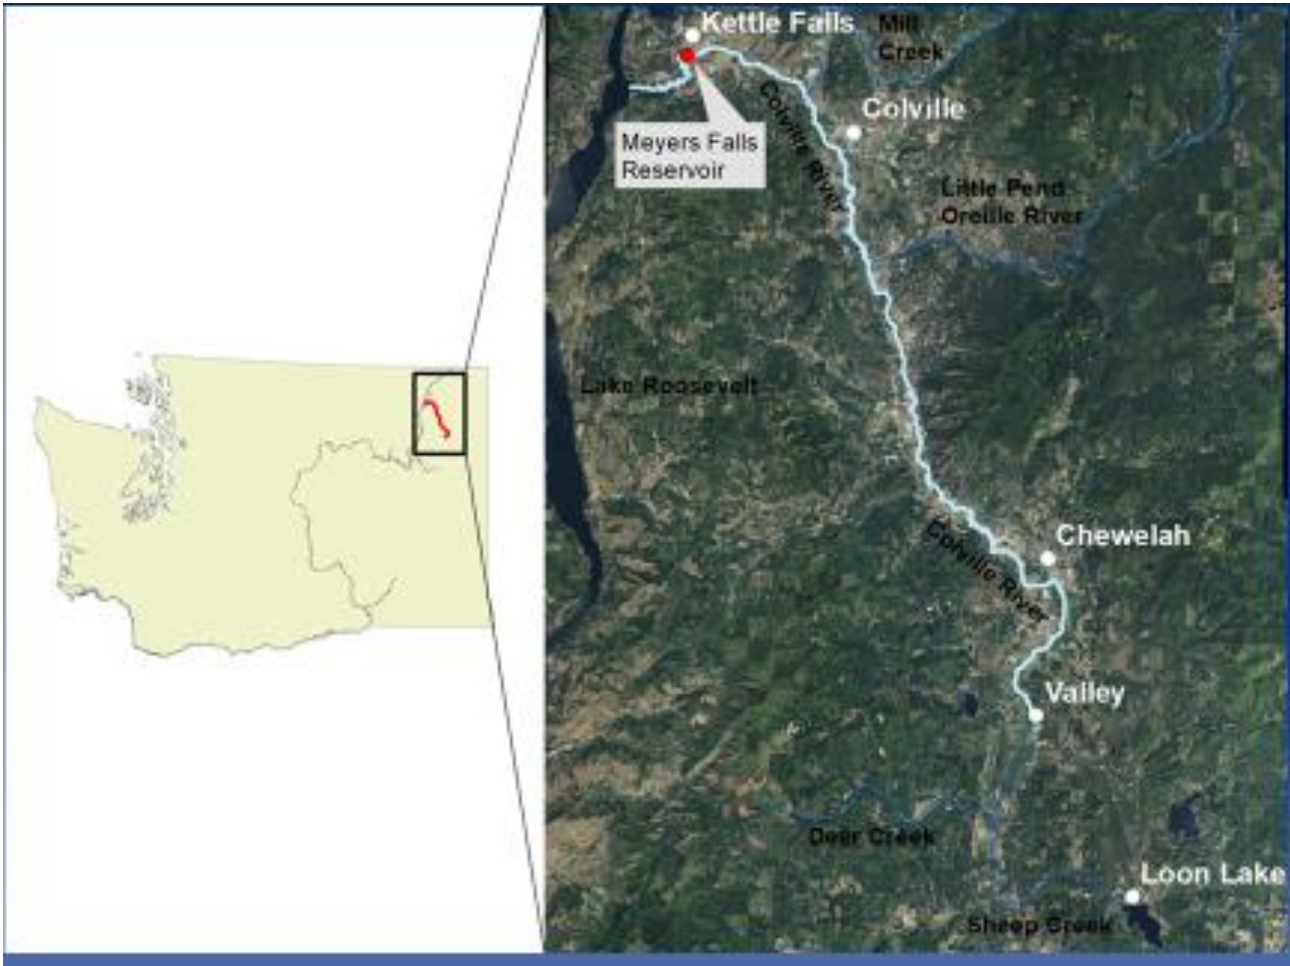 Kettle Falls
Mill
Creek
Colville
Meyers Falls
Reservoir
Colville River
Little Pend
Oreille River
Lake Roosevelt
Chewelah
Colville River
Valley
Deer Creek
Loon Lake
Sheep Creek